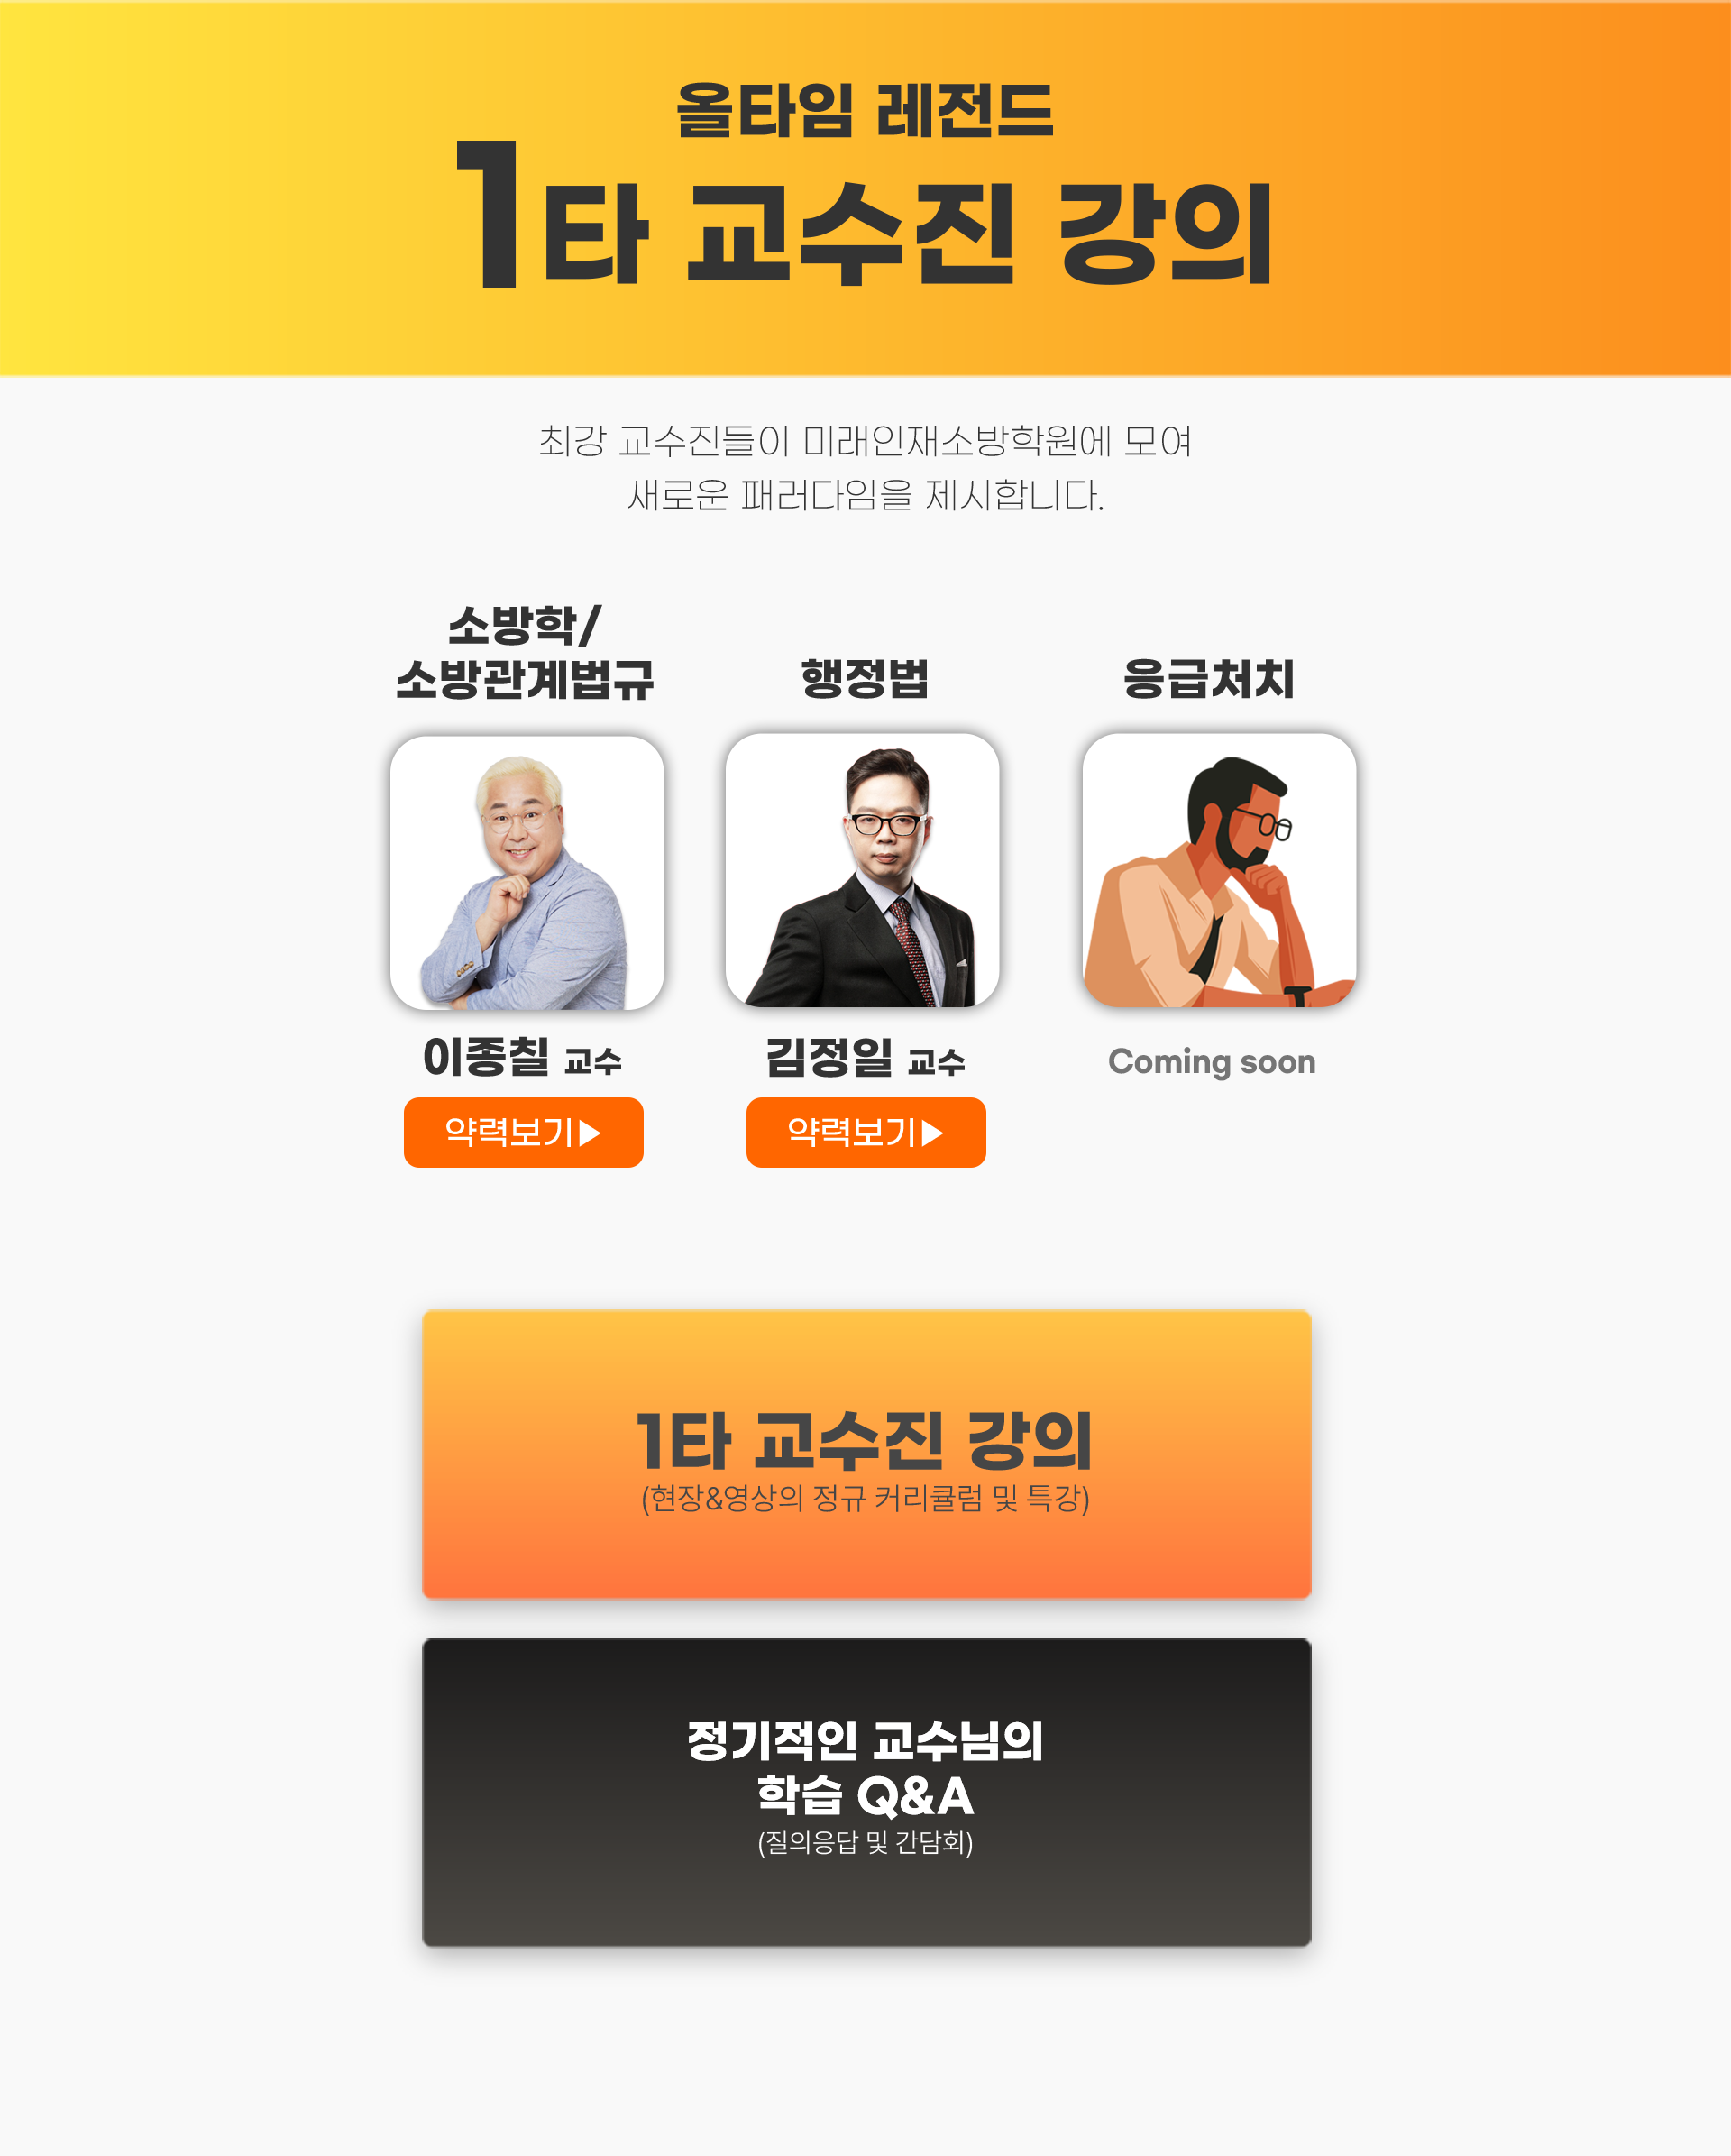 올타임 레전드
1타 교수진 강의
최강 교수진들이 미래인재소방학원에 모여
새로운 패러다임을 제시합니다.
소방학/
소방관계법규
행정법
응급처치
이종칠 교수
김정일 교수
Coming soon
약력보기▶
약력보기▶
1타 교수진 강의
(현장&영상의 정규 커리큘럼 및 특강)
정기적인 교수님의
학습 Q&A
(질의응답 및 간담회)